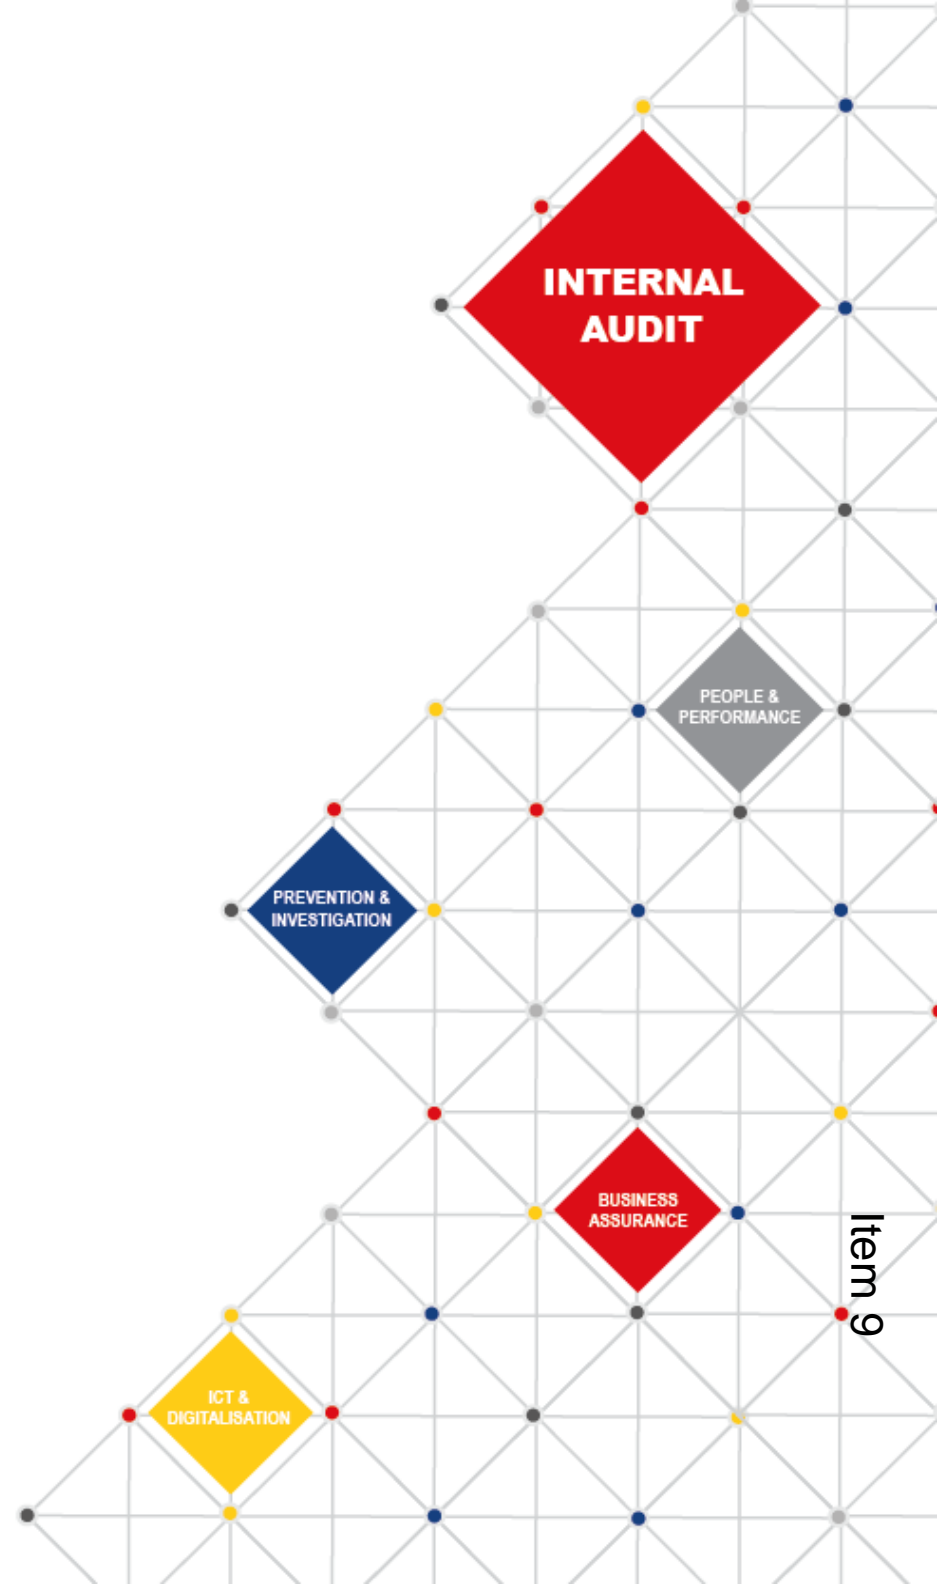 INTERNAL
AUDIT
PEOPLE &
PERFORMANCE
PREVENTION &
INVESTIGATION
BUSINESS
ASSURANCE
Item 9
ICT &
DIGITALISATION